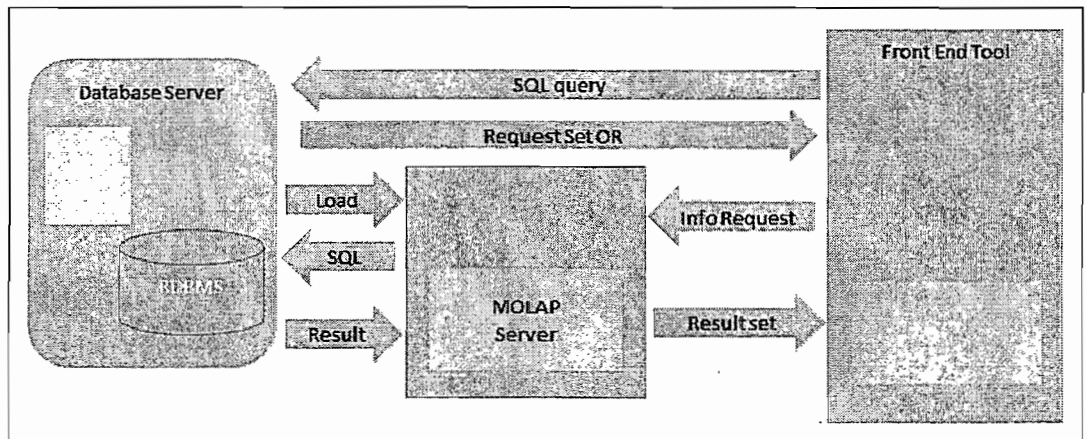 Front End Tool
Database Server
SQL query
Request Set OR
Load
Info Request
SQL
RDBMS
MOLAP
Server
Result
Result set